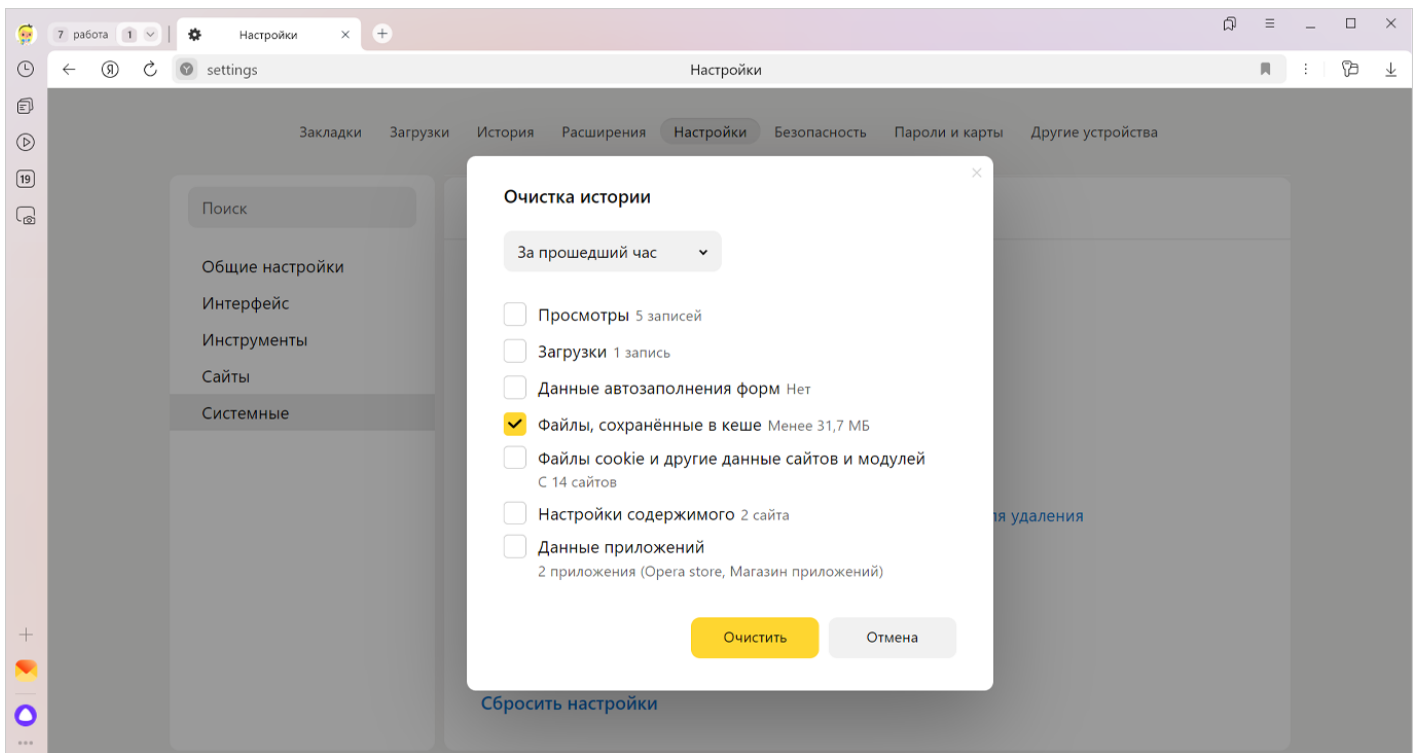 7 работа 1 Настройки
settings Настройки
19
Закладки Загрузки История Расширения Настройки Безопасность Пароли и карты Другие устройства
Поиск
Общие настройки
Интерфейс
Инструменты
Сайты
Системные
Очистка истории
За прошедший час
Просмотры 5 записей
Загрузки 1 запись
Данные автозаполнения форм Нет
Файлы, сохранённые в кеше Менее 31,7 МБ
Файлы cookie и другие данные сайтов и модулей
С 14 сайтов
Настройки содержимого 2 сайта
Данные приложений
2 приложения (Opera store, Магазин приложений)
Очистить Отмена
удаления
Сбросить настройки